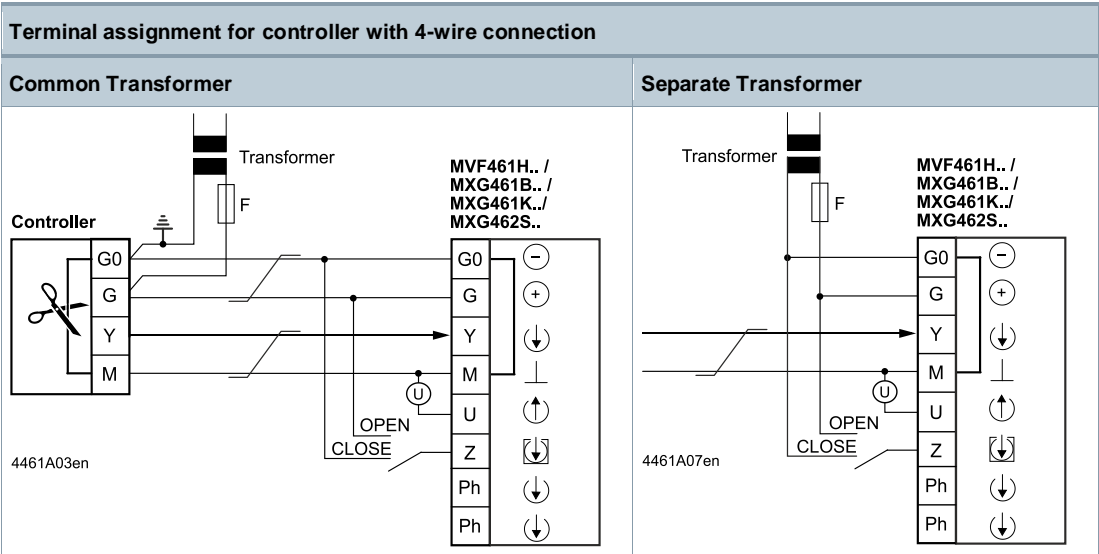 Terminal assignment for controller with 4-wire connection
Common Transformer
Separate Transformer
Transformer
F
MVF461H.. /
MXG461B.. /
MXG461K../
MXG462S..
Controller
G0
G
Y
M
G0
G
Y
M
U
Z
Ph
Ph
U
OPEN
CLOSE
4461A03en
Transformer
F
MVF461H.. /
MXG461B.. /
MXG461K../
MXG462S..
G0
G
Y
M
U
Z
Ph
Ph
U
OPEN
CLOSE
4461A07en